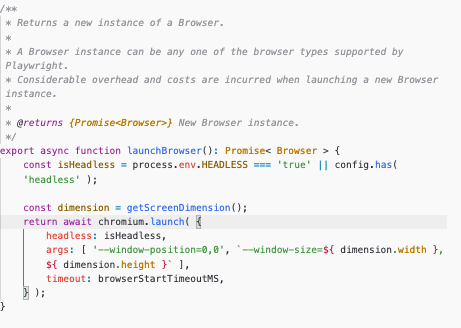 /**
 * Returns a new instance of a Browser.
 *
 * A Browser instance can be any one of the browser types supported by
Playwright.
 * Considerable overhead and costs are incurred when launching a new Browser
instance.
 *
 * @returns {Promise<Browser>} New Browser instance.
 */
export async function launchBrowser(): Promise< Browser > {
    const isHeadless = process.env.HEADLESS === 'true' || config.has(
    'headless' );

    const dimension = getScreenDimension();
    return await chromium.launch( {
        headless: isHeadless,
        args: [ '--window-position=0,0', `--window-size=${ dimension.width },
        ${ dimension.height }` ],
        timeout: browserStartTimeoutMS,
    } );
}